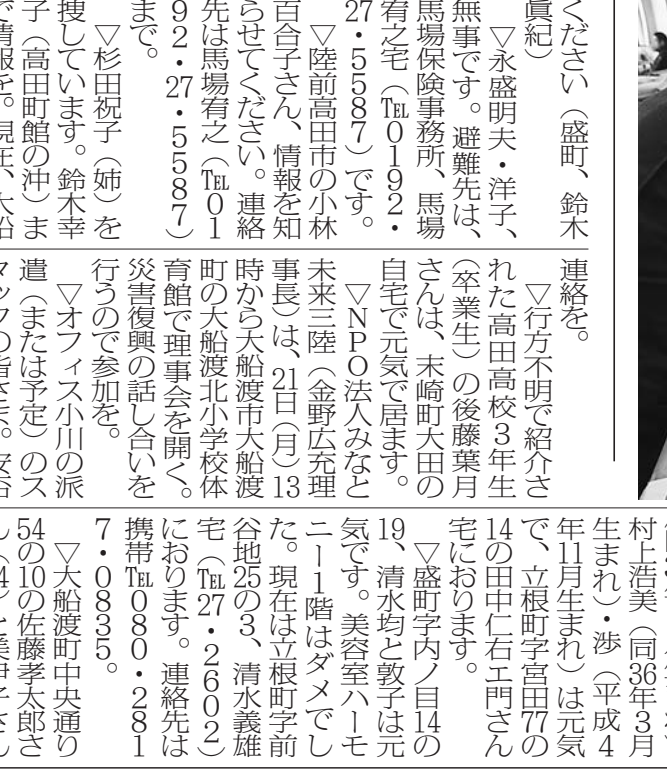 ください（盛町、鈴木
眞紀）
▽永盛明夫・洋子、
無事です。避難先は、
馬場保険事務所、馬場
宥之宅（℡０１９２・
27・５５８７）です。
▽陸前高田市の小林
百合子さん、情報を知
らせてください。連絡
先は馬場宥之（℡０１
９２・27・５５８７）
まで。
▽杉田祝子（姉）を
捜しています。鈴木幸
子（高田町館の沖）ま
で情報を。現在、大船
連絡を。
▽行方不明で紹介さ
れた高田高校３年生
（卒業生）の後藤葉月
さんは、末崎町大田の
自宅で元気で居ます。
▽ＮＰＯ法人みなと
未来三陸（金野広充理
事長）は、21日（月）13
時から大船渡市大船渡
町の大船渡北小学校体
育館で理事会を開く。
災害復興の話し合いを
行うので参加を。
▽オフィス小川の派
遣（または予定）のス
タッフの皆さま。安否
村上浩美（同36年３月
生まれ）・渉（平成４
年11月生まれ）は元気
で、立根町字宮田77の
14の田中仁右エ門さん
宅におります。
▽盛町字内ノ目14の
19、清水均と敦子は元
気です。美容室ハーモ
ニー１階はダメでし
た。現在は立根町字前
谷地25の３、清水義雄
宅（℡27・２６０２）
におります。連絡先は
携帯℡０８０・２８１
７・０８３５。
▽大船渡町中央通り
54の10の佐藤孝太郎さ